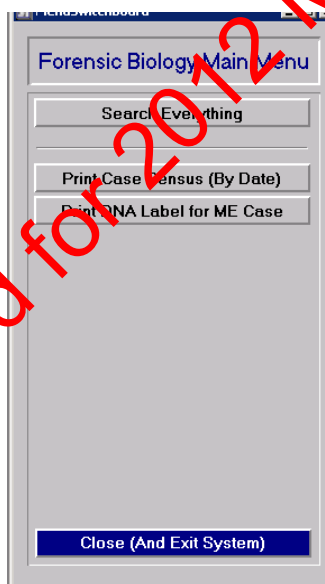 Forensic Biology Main Menu
Search Everything
Print Case Census (By Date)
Print DNA Label for ME Case
Close (And Exit System)
d for 2012